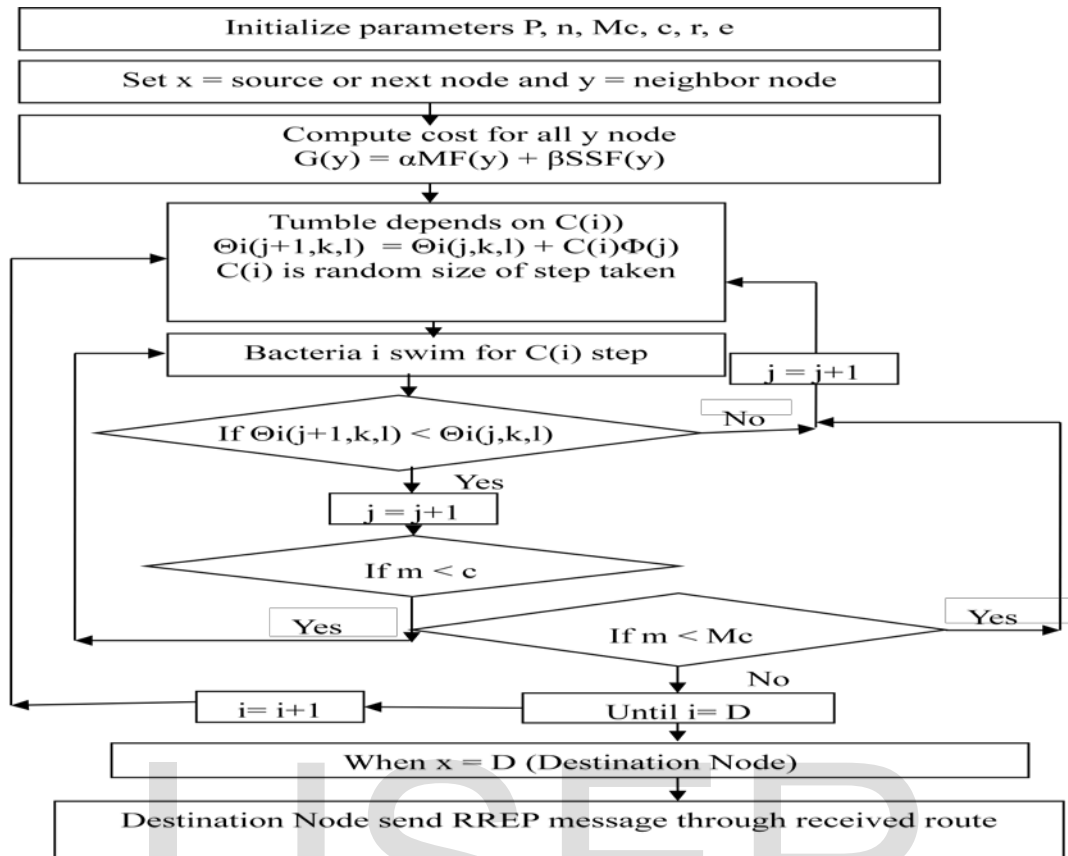 Initialize parameters P, n, Mc, c, r, e
Set x = source or next node and y = neighbor node
Compute cost for all y node
G(y) = αMF(y) + βSSF(y)
Tumble depends on C(i))
Θi(j+1,k,l) = Θi(j,k,l) + C(i)Φ(j)
C(i) is random size of step taken
Bacteria i swim for C(i) step
j = j+1
If Θi(j+1,k,l) < Θi(j,k,l)
No
Yes
j = j+1
If m < c
Yes
If m < Mc
Yes
No
i= i+1
Until i= D
When x = D (Destination Node)
Destination Node send RREP message through received route